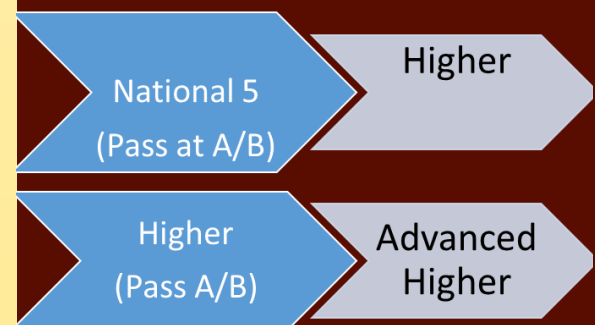 National 5
(Pass at A/B)
Higher
Higher
(Pass A/B)
Advanced
Higher